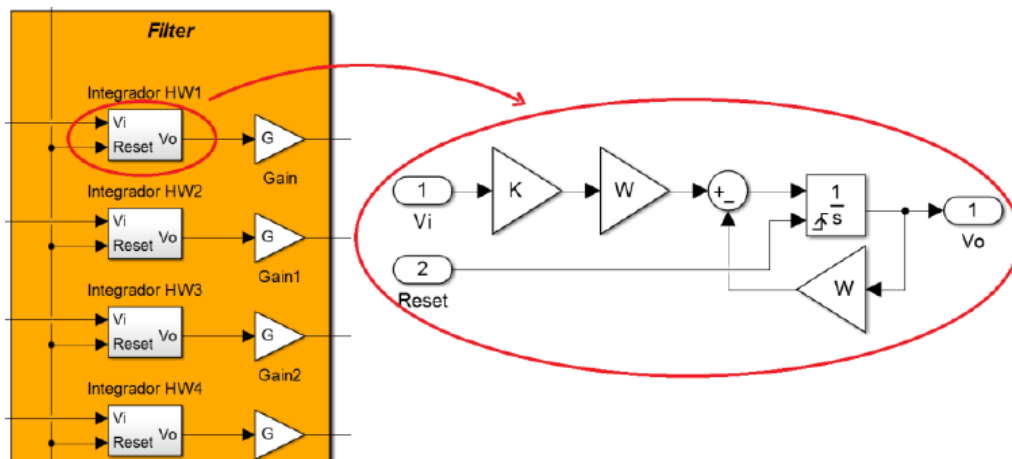 Filter
Integrador HW1
Vi
Reset
Vo
G
Gain
Integrador HW2
Vi
Reset
Vo
G
Gain1
Integrador HW3
Vi
Reset
Vo
G
Gain2
Integrador HW4
Vi
Reset
Vo
G
1
Vi
K
W
+
−
1
s
1
Vo
2
Reset
W